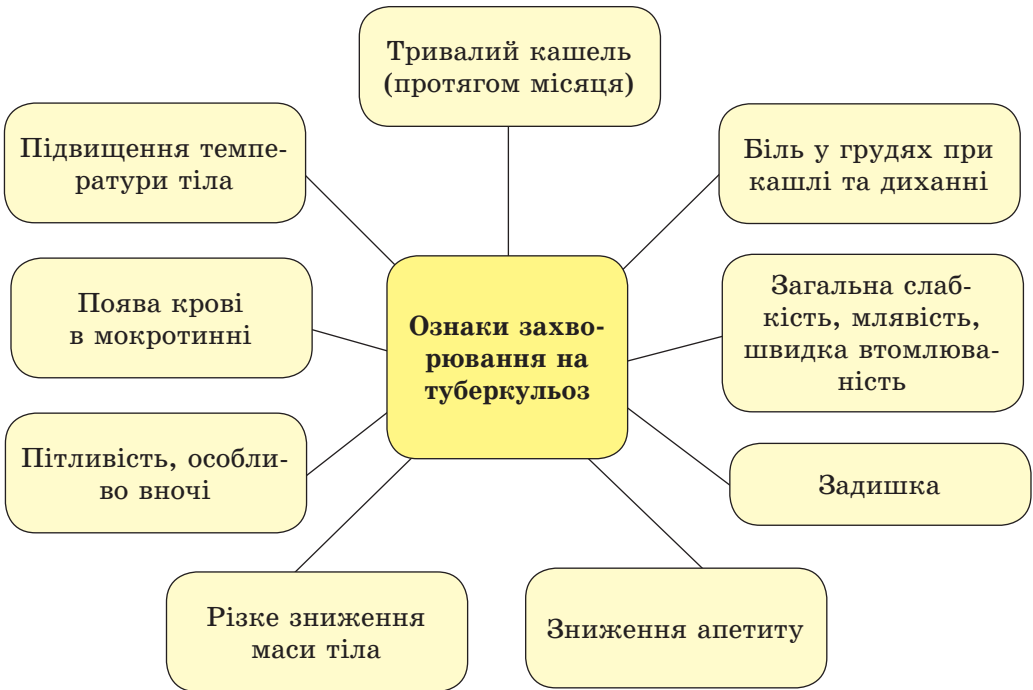 Тривалий кашель
(протягом місяця)
Підвищення темпе-
ратури тіла
Біль у грудях при
кашлі та диханні
Поява крові
в мокротинні
Ознаки захво-
рювання на
туберкульоз
Загальна слаб-
кість, млявість,
швидка втомлюва-
ність
Пітливість, особли-
во вночі
Задишка
Різке зниження
маси тіла
Зниження апетиту